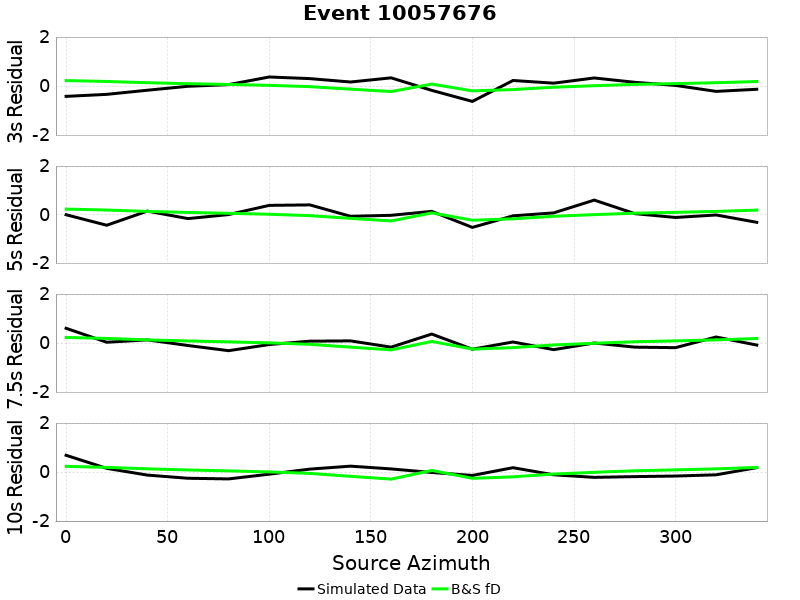 Event 10057676
3s Residual
2
0
-2
5s Residual
2
0
-2
7.5s Residual
2
0
-2
10s Residual
2
0
-2
0 50 100 150 200 250 300
Source Azimuth
Simulated Data B&S fD